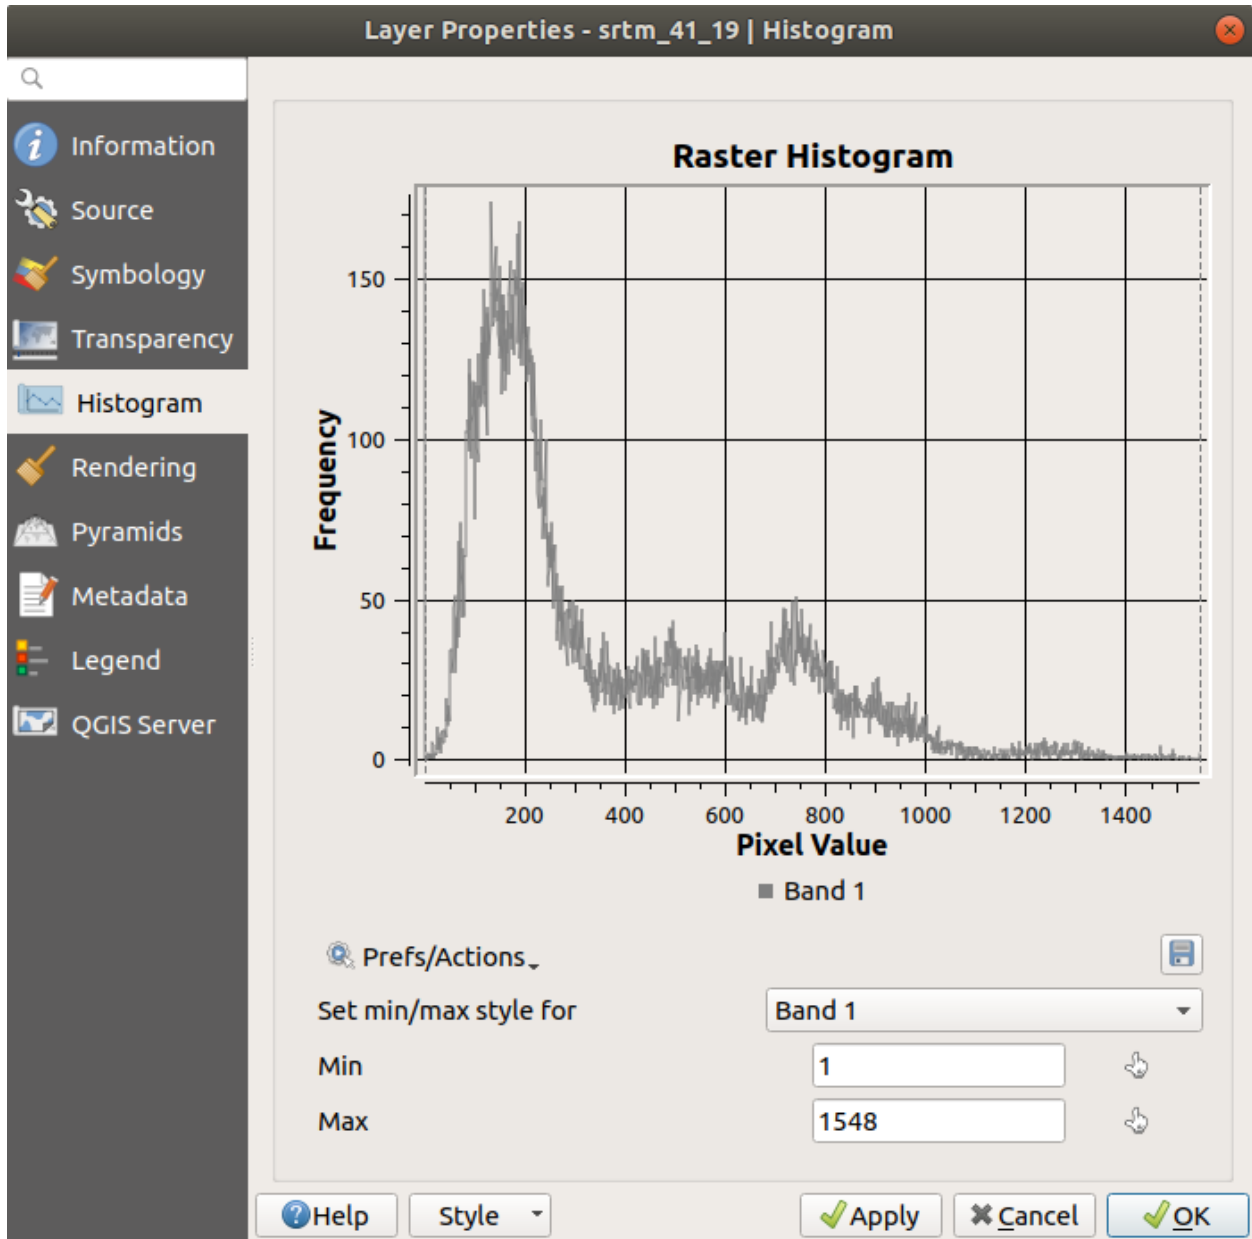 Layer Properties - srtm_41_19 | Histogram
Information
Source
Symbology
Transparency
Histogram
Rendering
Pyramids
Metadata
Legend
QGIS Server
Raster Histogram
Frequency
150
100
50
0
200 400 600 800 1000 1200 1400
Pixel Value
Band 1
Prefs/Actions
Set min/max style for Band 1
Min 1
Max 1548
Help Style Apply Cancel OK